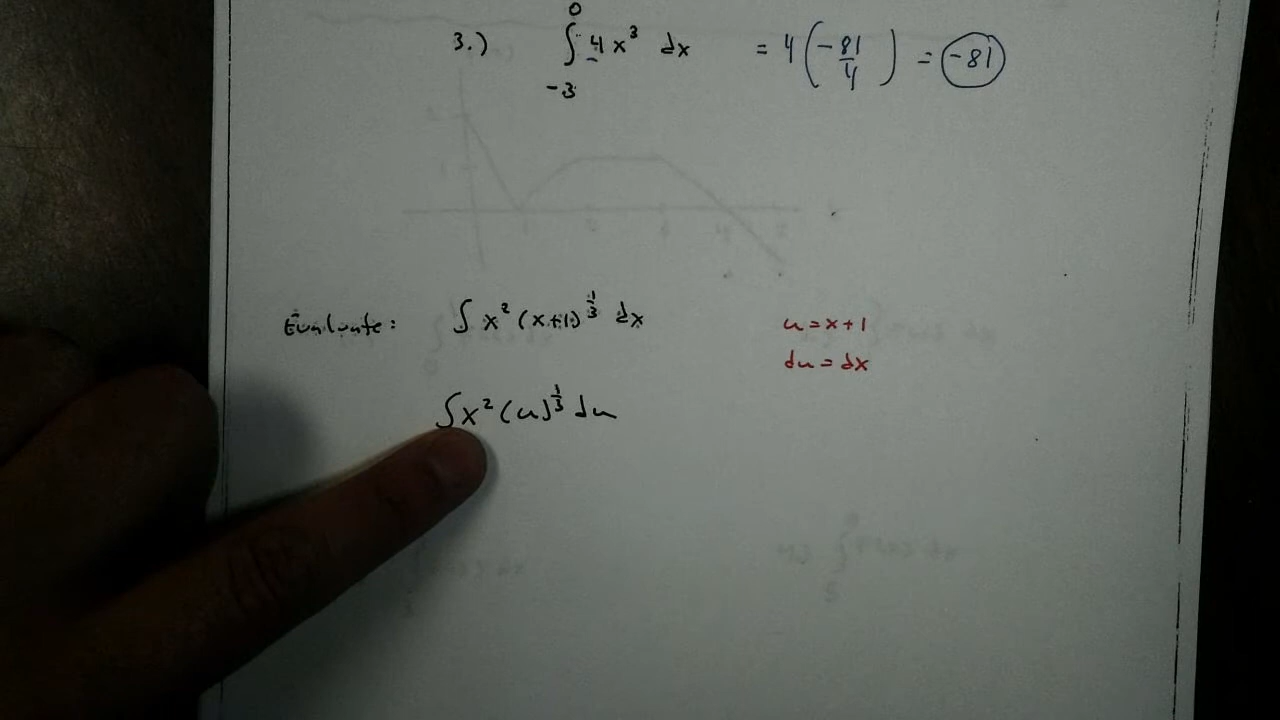 3.) ∫₋₃⁰ 4x³ dx = 4(-81/4) = -81
Evaluate: ∫ x² (x+1)^(1/3) dx u = x+1
du = dx
∫x² (u)^(1/3) du